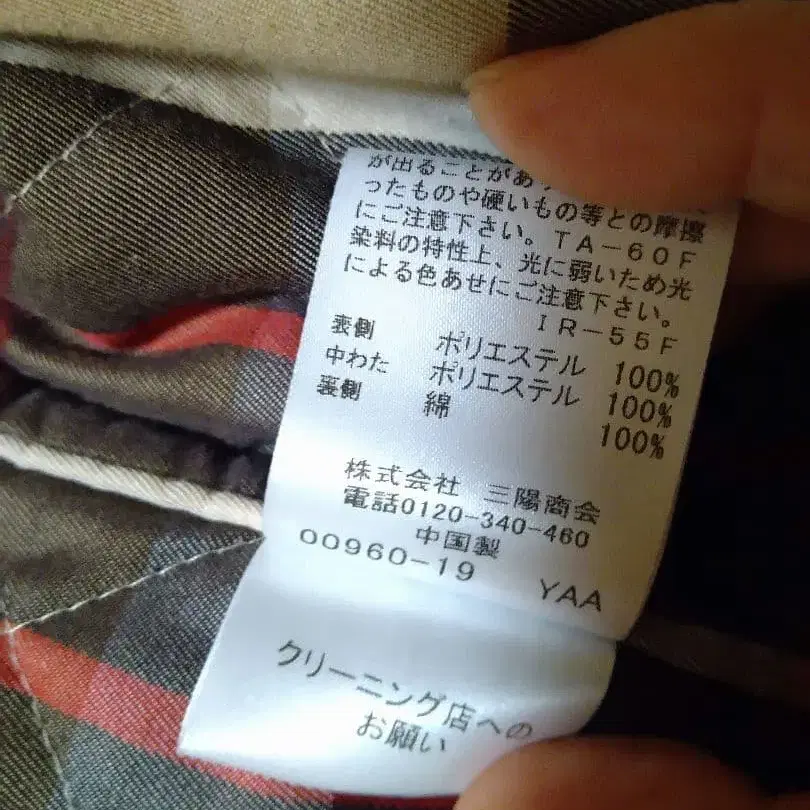 が出ることがあ
ったものや硬いもの等との摩擦
にご注意下さい。TA-60F
染料の特性上、光に弱いため光
による色あせにご注意下さい。
IR-55F
表側 ポリエステル 100%
中わた ポリエステル 100%
裏側 綿 100%
株式会社 三陽商会
電話0120-340-460
中国製
00960-19 YAA
クリーニング店への
お願い